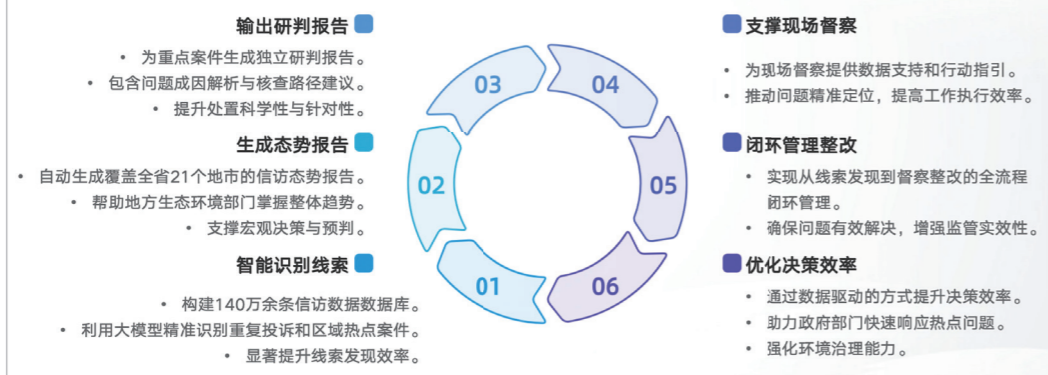 输出研判报告
• 为重点案件生成独立研判报告。
• 包含问题成因解析与核查路径建议。
• 提升处置科学性与针对性。
生成态势报告
• 自动生成覆盖全省21个地市的信访态势报告。
• 帮助地方生态环境部门掌握整体趋势。
• 支撑宏观决策与预判。
智能识别线索
• 构建140万余条信访数据数据库。
• 利用大模型精准识别重复投诉和区域热点案件。
• 显著提升线索发现效率。
03
04
02
05
01
06
支撑现场督察
• 为现场督察提供数据支持和行动指引。
• 推动问题精准定位，提高工作执行效率。
闭环管理整改
• 实现从线索发现到督察整改的全流程
闭环管理。
• 确保问题有效解决，增强监管实效性。
优化决策效率
• 通过数据驱动的方式提升决策效率。
• 助力政府部门快速响应热点问题。
• 强化环境治理能力。